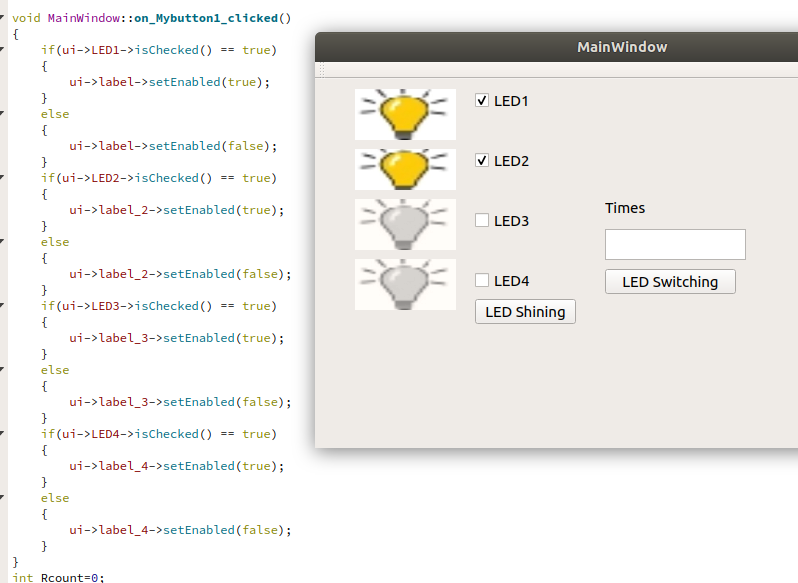 void MainWindow::on_Mybutton1_clicked()
{
if(ui->LED1->isChecked() == true)
{
ui->label->setEnabled(true);
}
else
{
ui->label->setEnabled(false);
}
if(ui->LED2->isChecked() == true)
{
ui->label_2->setEnabled(true);
}
else
{
ui->label_2->setEnabled(false);
}
if(ui->LED3->isChecked() == true)
{
ui->label_3->setEnabled(true);
}
else
{
ui->label_3->setEnabled(false);
}
if(ui->LED4->isChecked() == true)
{
ui->label_4->setEnabled(true);
}
else
{
ui->label_4->setEnabled(false);
}
}
int Rcount=0;
MainWindow
LED1
LED2
LED3
LED4
LED Shining
Times
LED Switching